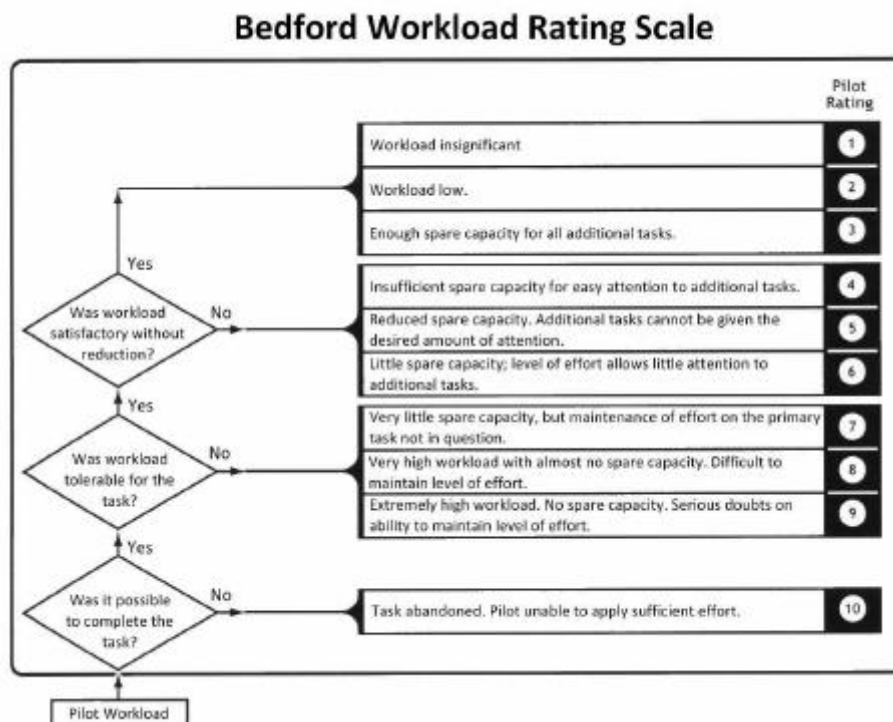 Bedford Workload Rating Scale
Pilot
Rating
Workload insignificant
1
Workload low.
2
Enough spare capacity for all additional tasks.
3
Yes
Was workload
satisfactory without
reduction?
No
Insufficient spare capacity for easy attention to additional tasks.
4
Reduced spare capacity. Additional tasks cannot be given the
desired amount of attention.
5
Little spare capacity; level of effort allows little attention to
additional tasks.
6
Yes
Was workload
tolerable for the
task?
No
Very little spare capacity, but maintenance of effort on the primary
task not in question.
7
Very high workload with almost no spare capacity. Difficult to
maintain level of effort.
8
Extremely high workload. No spare capacity. Serious doubts on
ability to maintain level of effort.
9
Yes
Was it possible
to complete the
task?
No
Task abandoned. Pilot unable to apply sufficient effort.
10
Pilot Workload